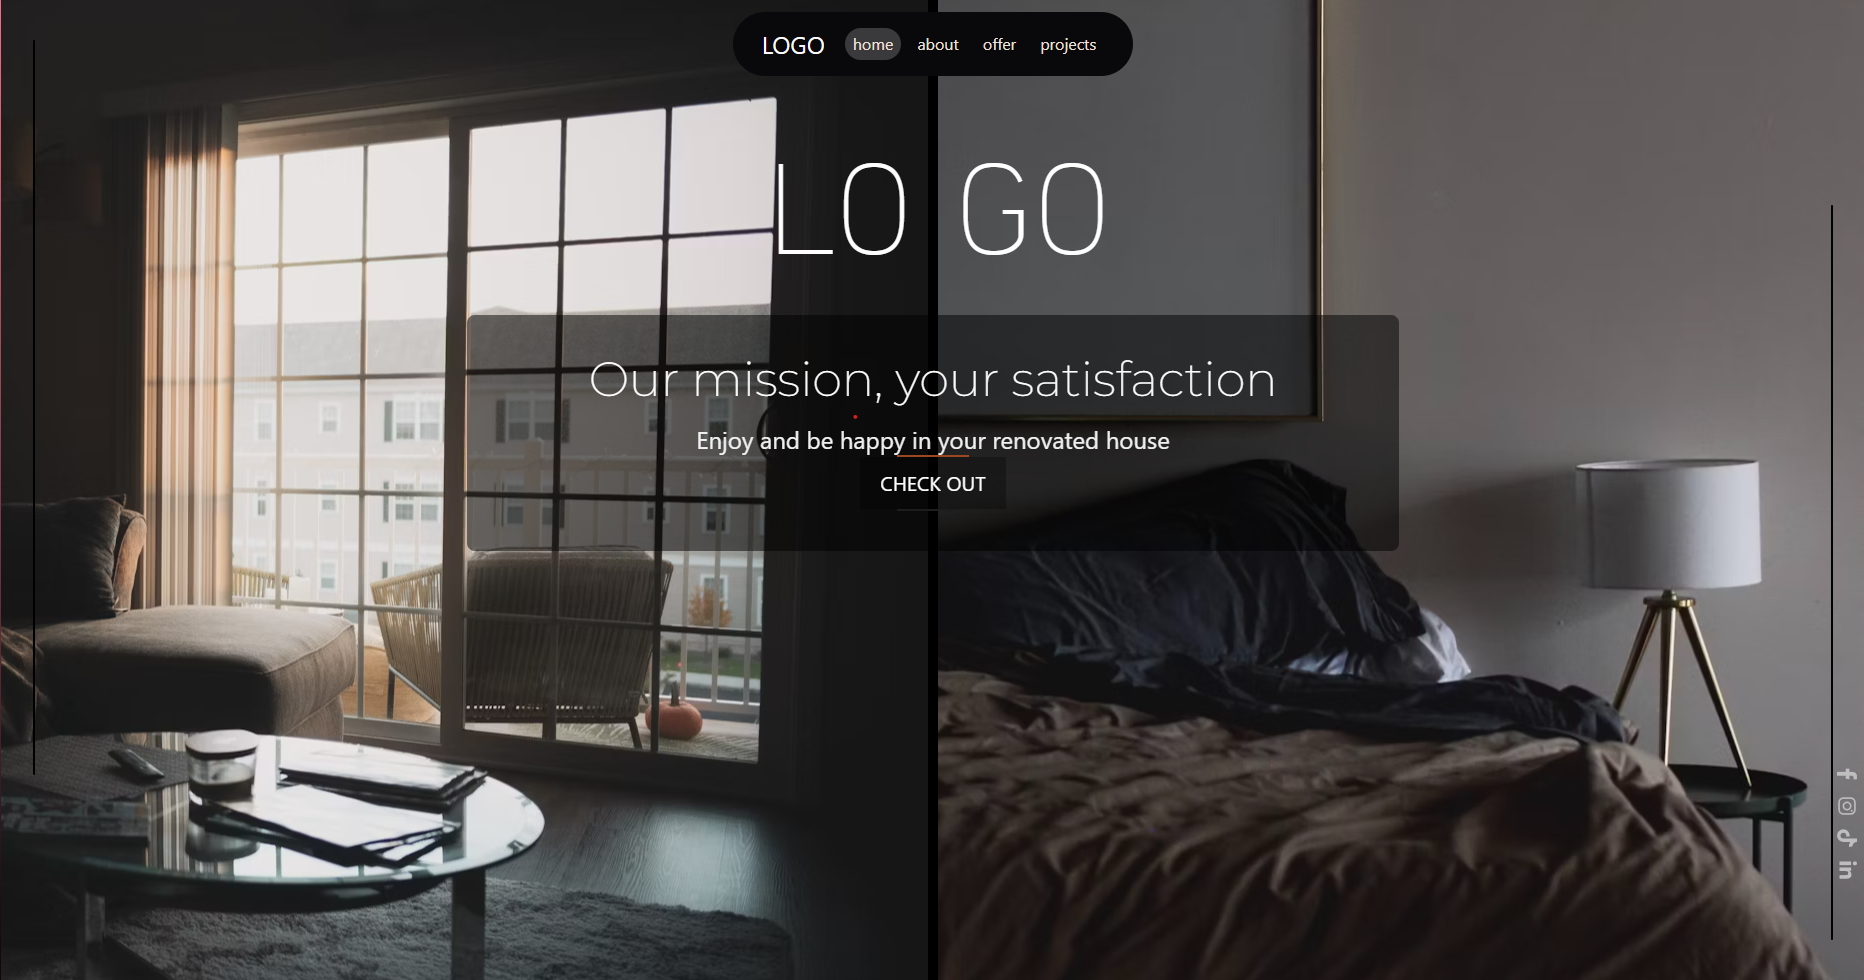 LOGO home about offer projects
LO GO
Our mission, your satisfaction
Enjoy and be happy in your renovated house
CHECK OUT